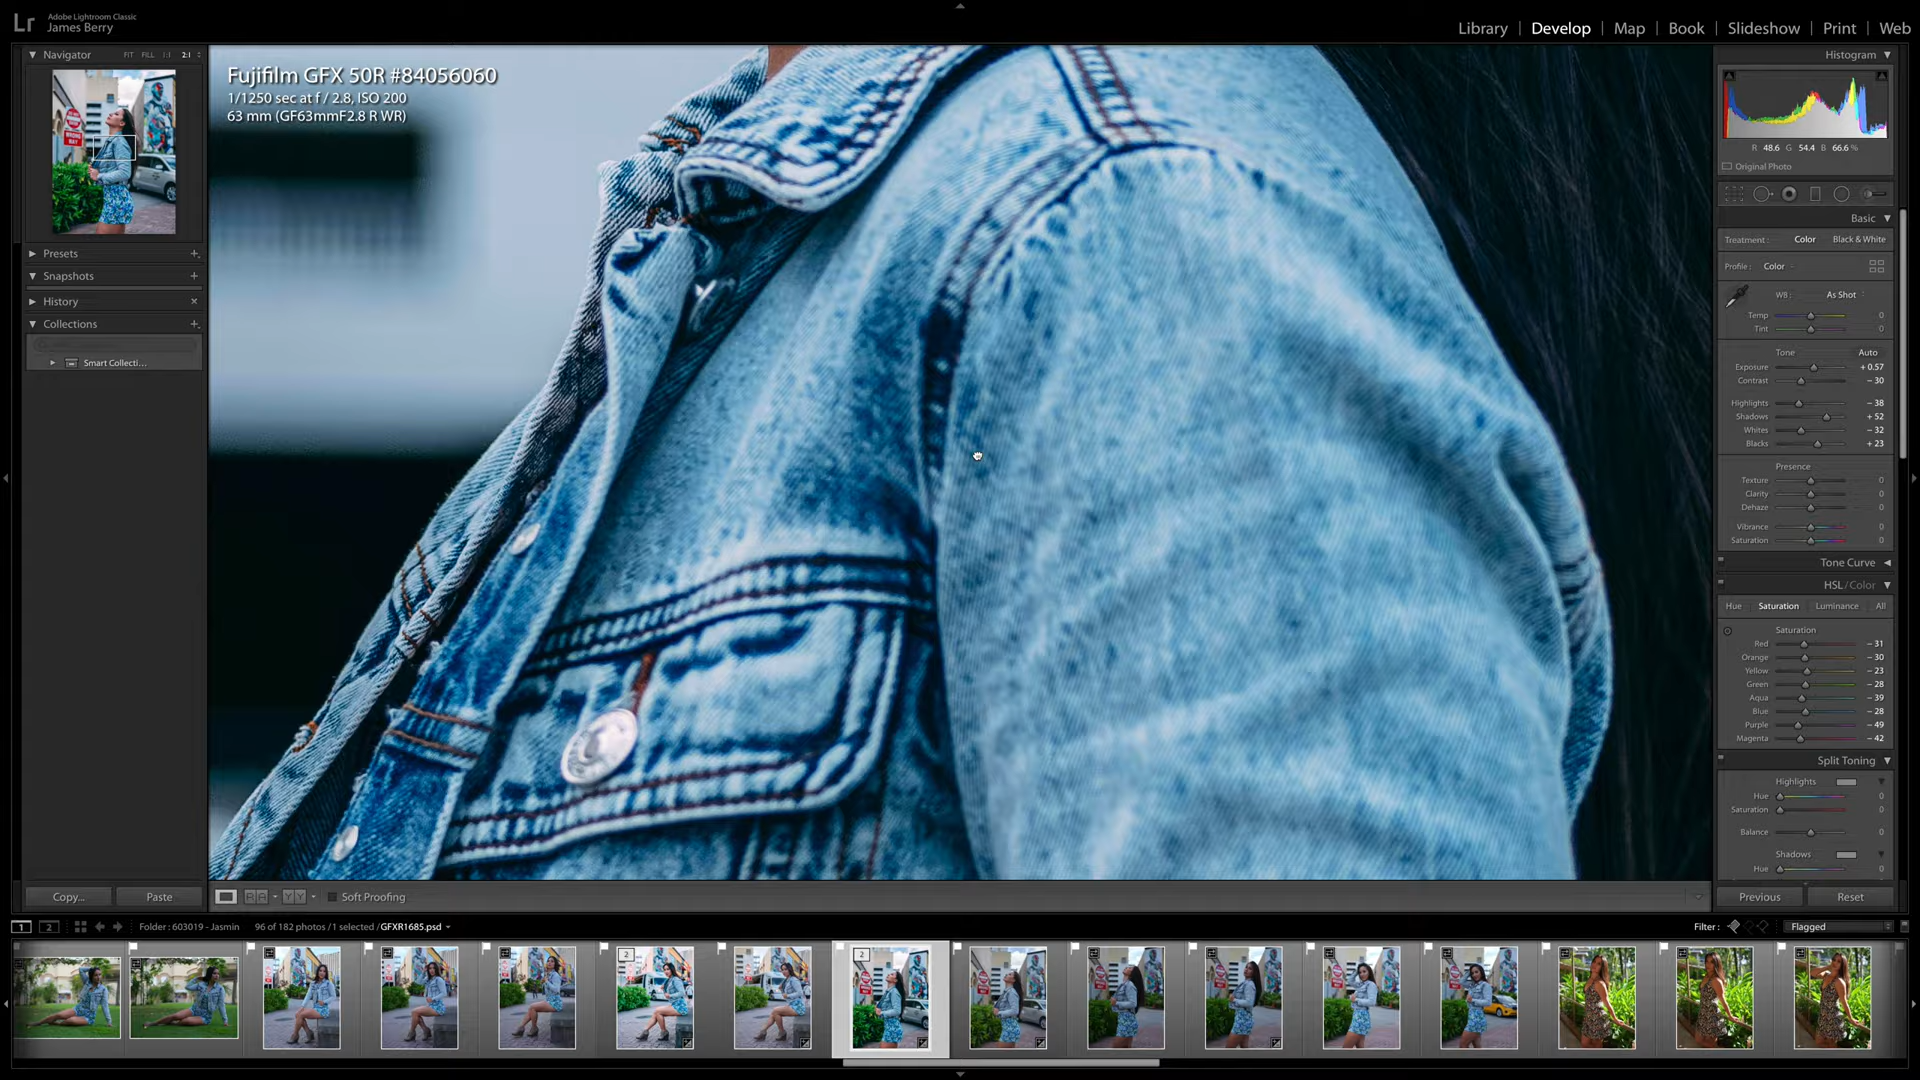 Lr
Adobe Lightroom Classic
James Berry
Library | Develop | Map | Book | Slideshow | Print | Web
Navigator FIT FILL 1:1 2:1
Presets
Snapshots
History
Collections
Smart Collecti...
Copy... Paste
Fujifilm GFX 50R #84056060
1/1250 sec at f / 2.8, ISO 200
63 mm (GF63mmF2.8 R WR)
Soft Proofing
Histogram
R 48.6 G 54.4 B 66.6 %
Original Photo
Basic
Treatment: Color Black & White
Profile: Color
WB: As Shot
Temp 0
Tint 0
Tone Auto
Exposure + 0.57
Contrast - 30
Highlights - 38
Shadows + 52
Whites - 32
Blacks + 23
Presence
Texture 0
Clarity 0
Dehaze 0
Vibrance 0
Saturation 0
Tone Curve
HSL / Color
Hue Saturation Luminance All
Saturation
Red - 31
Orange - 30
Yellow - 23
Green - 28
Aqua - 39
Blue - 28
Purple - 49
Magenta - 42
Split Toning
Highlights
Hue 0
Saturation 0
Balance 0
Shadows
Hue 0
Previous Reset
1 2 Folder : 603019 - Jasmin 96 of 182 photos / 1 selected / GFXR1685.psd
Filter : Flagged
2
2